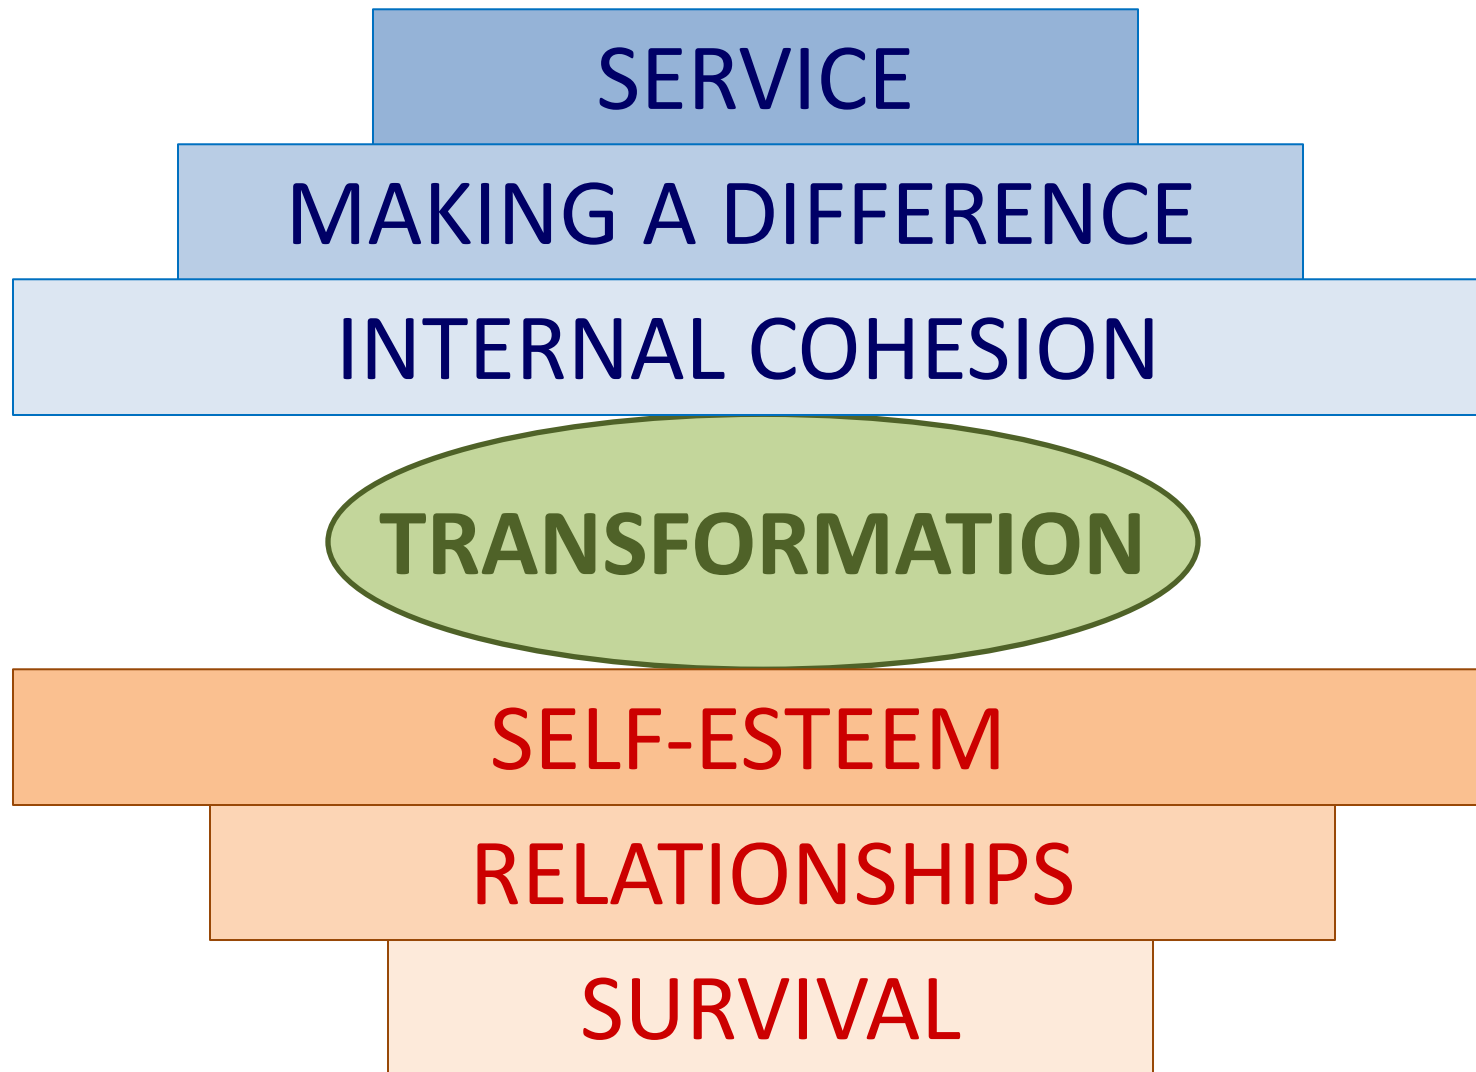 SERVICE
MAKING A DIFFERENCE
INTERNAL COHESION
TRANSFORMATION
SELF-ESTEEM
RELATIONSHIPS
SURVIVAL